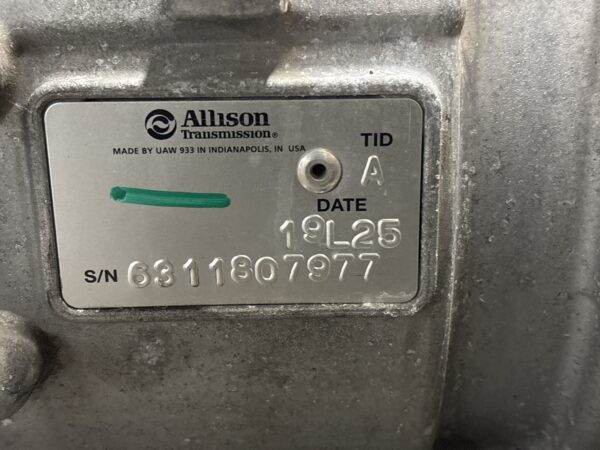 Allison
Transmission®
MADE BY UAW 933 IN INDIANAPOLIS, IN USA
TID
A
DATE
19L25
S/N 6311807977